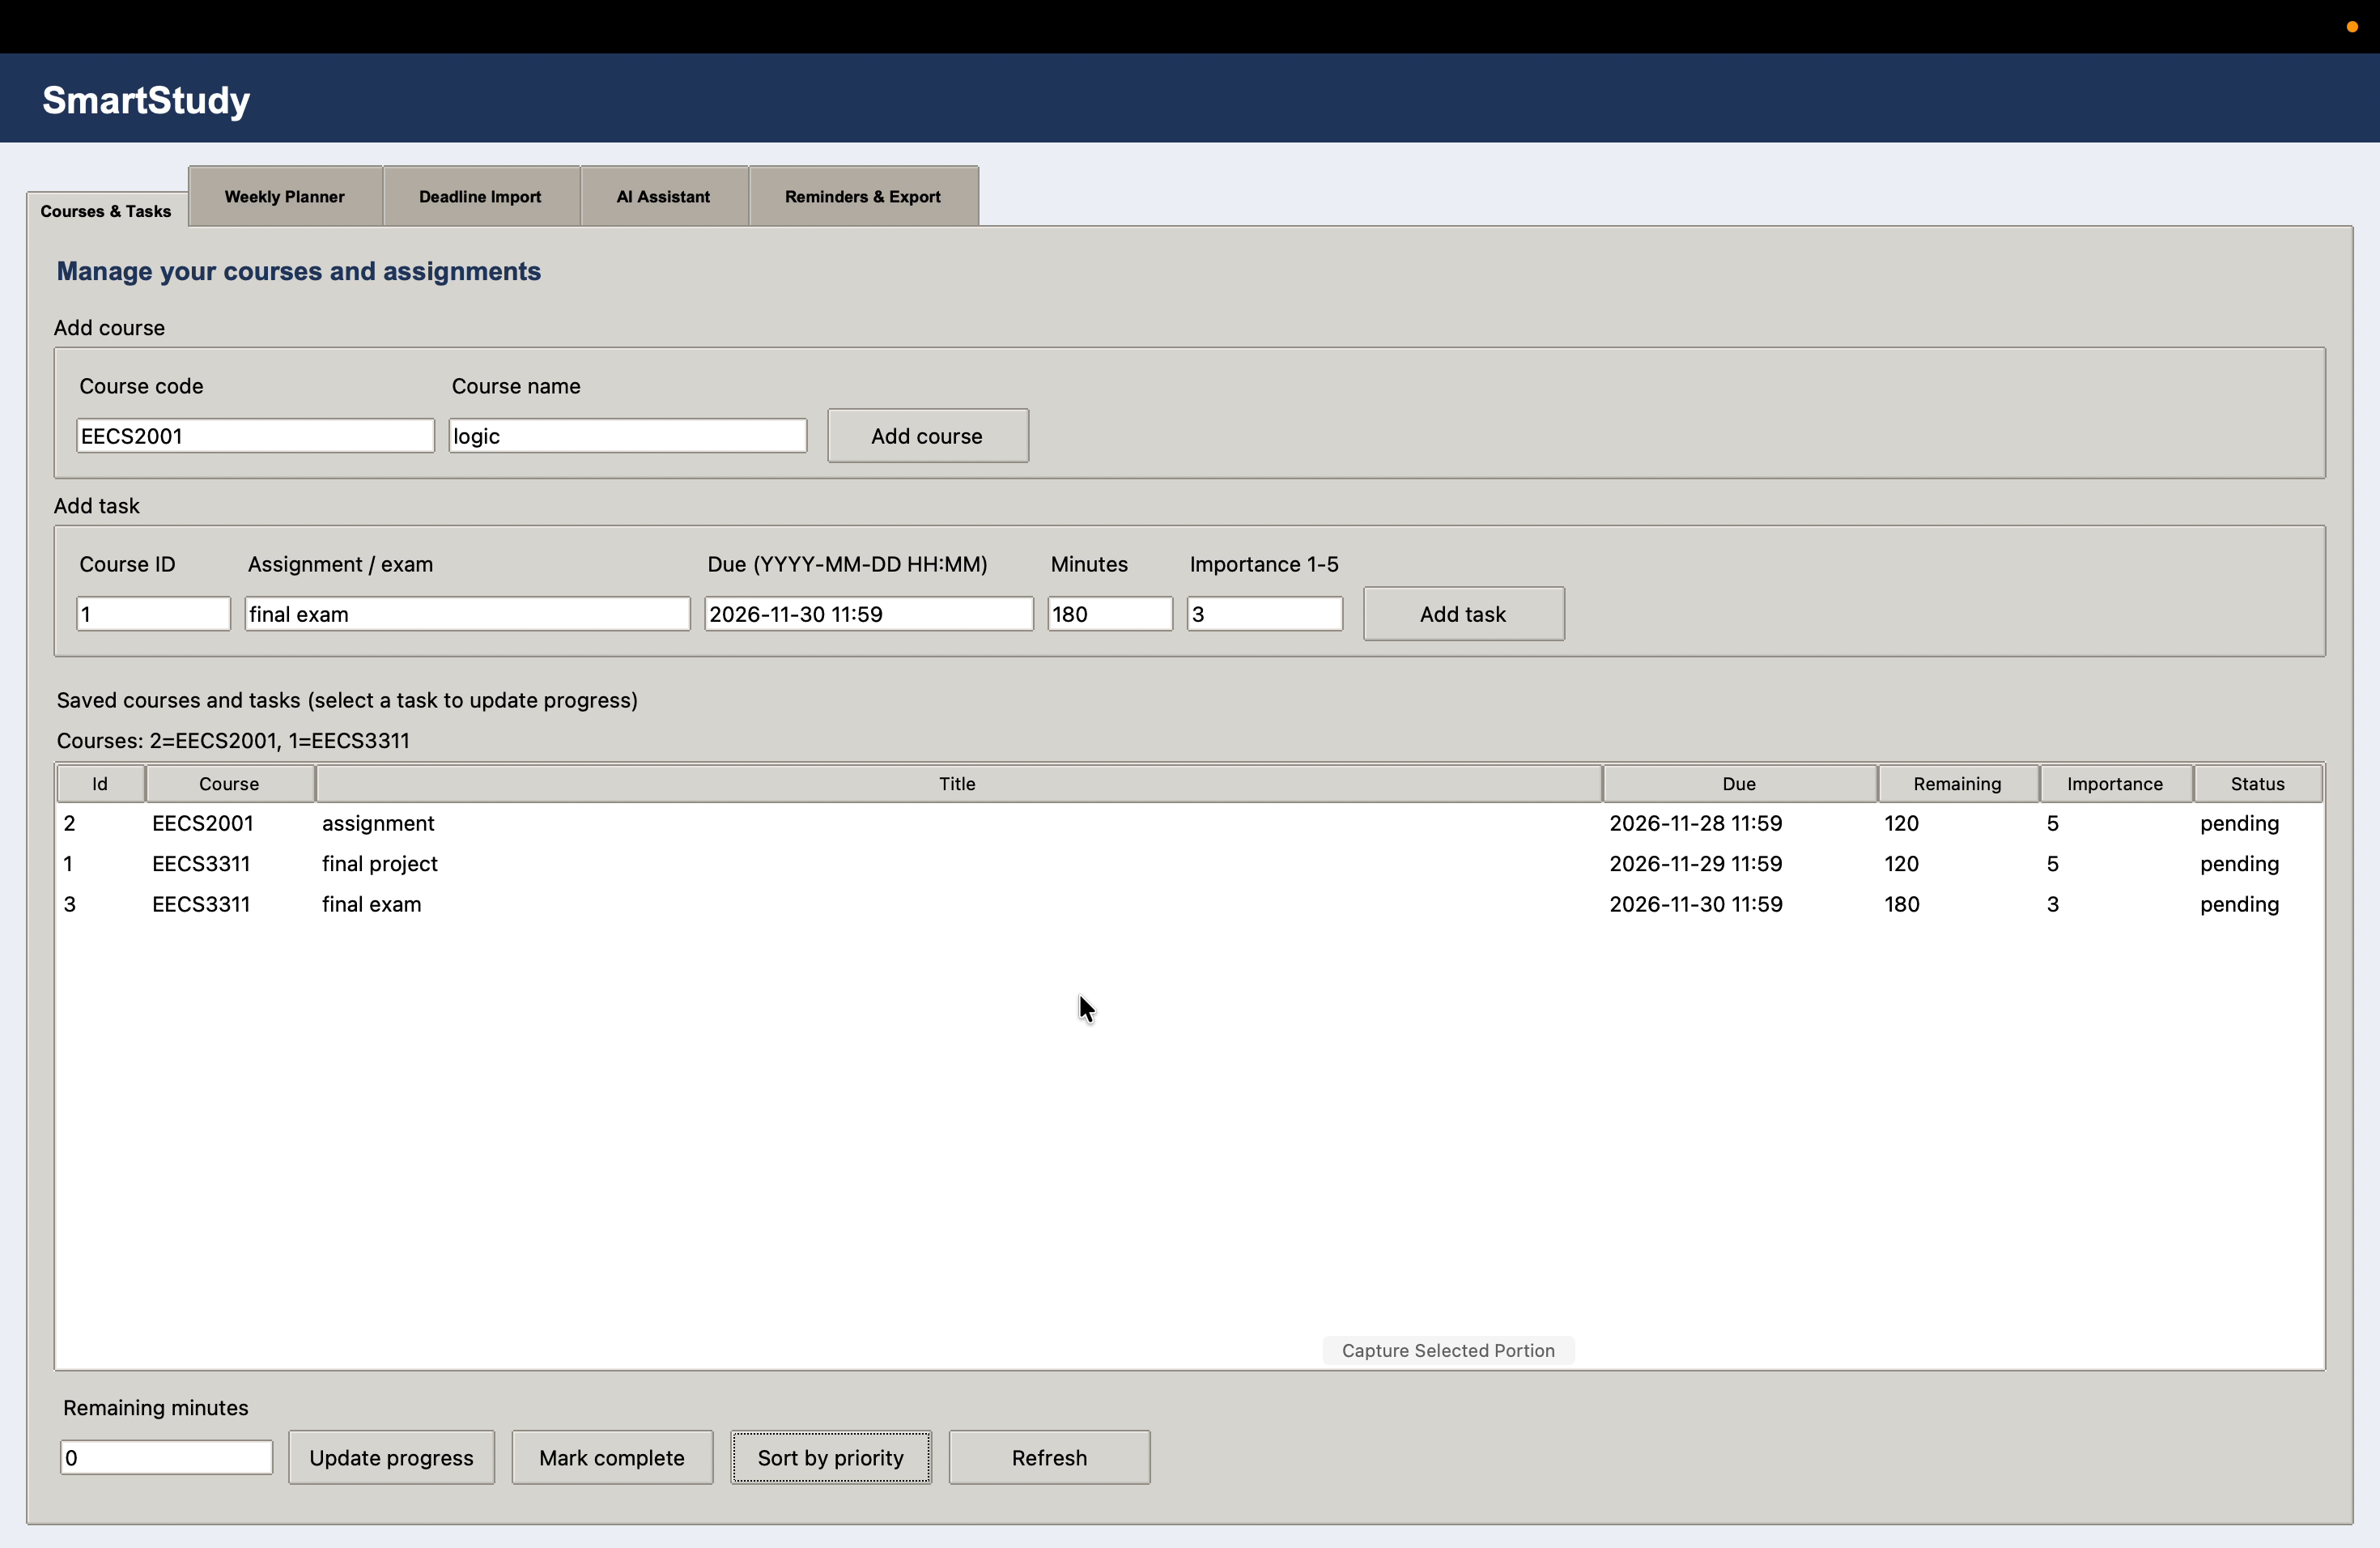 SmartStudy
Courses & Tasks Weekly Planner Deadline Import AI Assistant Reminders & Export
Manage your courses and assignments
Add course
Course code Course name
EECS2001 logic Add course
Add task
Course ID Assignment / exam Due (YYYY-MM-DD HH:MM) Minutes Importance 1-5
1 final exam 2026-11-30 11:59 180 3 Add task
Saved courses and tasks (select a task to update progress)
Courses: 2=EECS2001, 1=EECS3311
Id Course Title Due Remaining Importance Status
2 EECS2001 assignment 2026-11-28 11:59 120 5 pending
1 EECS3311 final project 2026-11-29 11:59 120 5 pending
3 EECS3311 final exam 2026-11-30 11:59 180 3 pending
Capture Selected Portion
Remaining minutes
0 Update progress Mark complete Sort by priority Refresh